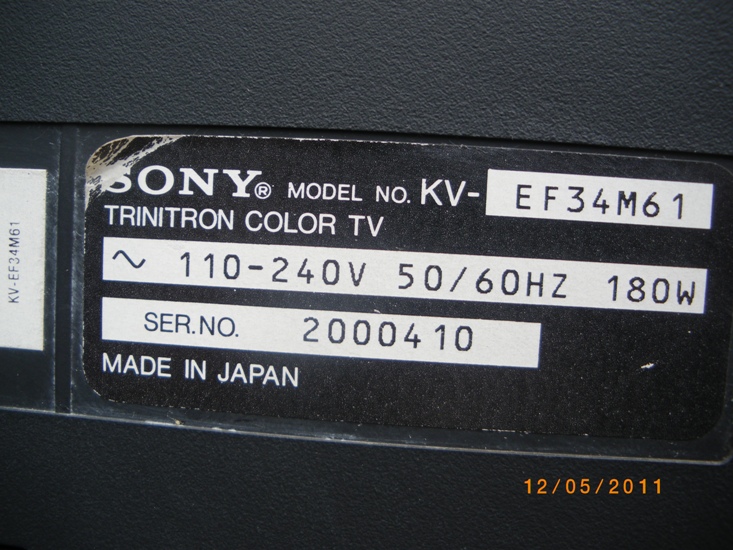 SONY® MODEL NO. KV-EF34M61
TRINITRON COLOR TV
~ 110-240V 50/60HZ 180W
SER.NO. 2000410
MADE IN JAPAN
KV-EF34M61
12/05/2011